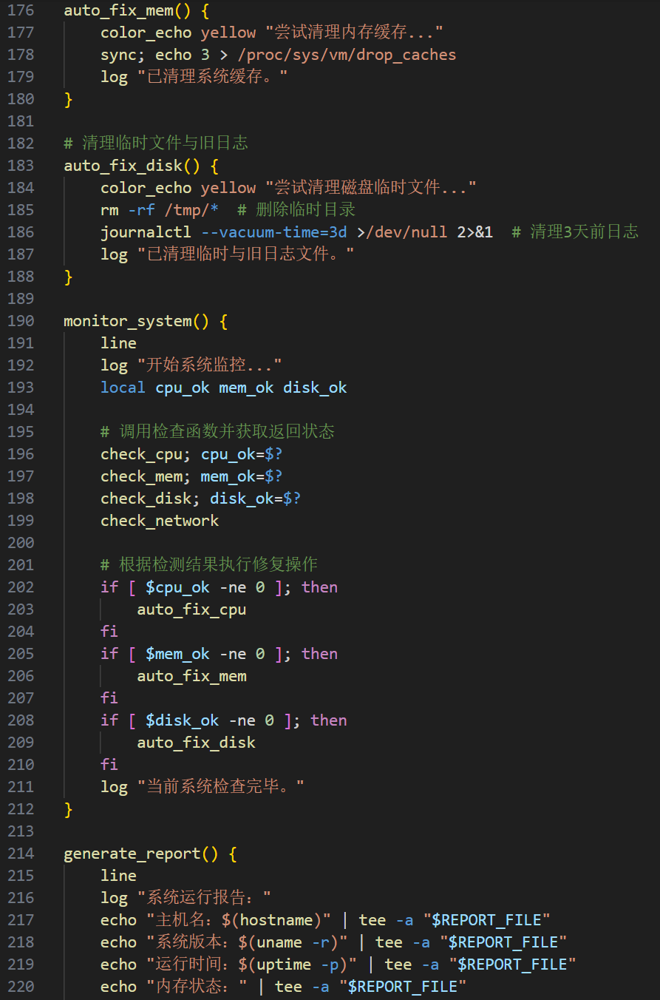 176 auto_fix_mem() {
177     color_echo yellow "尝试清理内存缓存..."
178     sync; echo 3 > /proc/sys/vm/drop_caches
179     log "已清理系统缓存。"
180 }
181
182 # 清理临时文件与旧日志
183 auto_fix_disk() {
184     color_echo yellow "尝试清理磁盘临时文件..."
185     rm -rf /tmp/*  # 删除临时目录
186     journalctl --vacuum-time=3d >/dev/null 2>&1  # 清理3天前日志
187     log "已清理临时与旧日志文件。"
188 }
189
190 monitor_system() {
191     line
192     log "开始系统监控..."
193     local cpu_ok mem_ok disk_ok
194
195     # 调用检查函数并获取返回状态
196     check_cpu; cpu_ok=$?
197     check_mem; mem_ok=$?
198     check_disk; disk_ok=$?
199     check_network
200
201     # 根据检测结果执行修复操作
202     if [ $cpu_ok -ne 0 ]; then
203         auto_fix_cpu
204     fi
205     if [ $mem_ok -ne 0 ]; then
206         auto_fix_mem
207     fi
208     if [ $disk_ok -ne 0 ]; then
209         auto_fix_disk
210     fi
211     log "当前系统检查完毕。"
212 }
213
214 generate_report() {
215     line
216     log "系统运行报告："
217     echo "主机名：$(hostname)" | tee -a "$REPORT_FILE"
218     echo "系统版本：$(uname -r)" | tee -a "$REPORT_FILE"
219     echo "运行时间：$(uptime -p)" | tee -a "$REPORT_FILE"
220     echo "内存状态：" | tee -a "$REPORT_FILE"